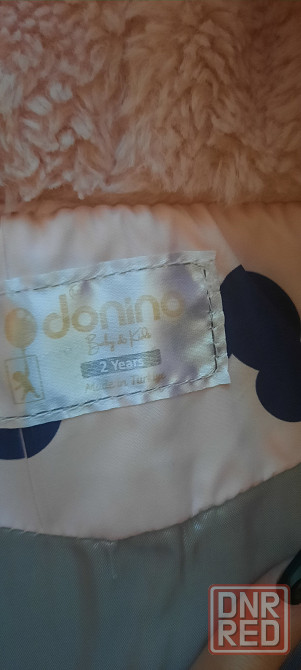 donino
Baby & Kids
2 Years
Made in Turkey
DNR
RED